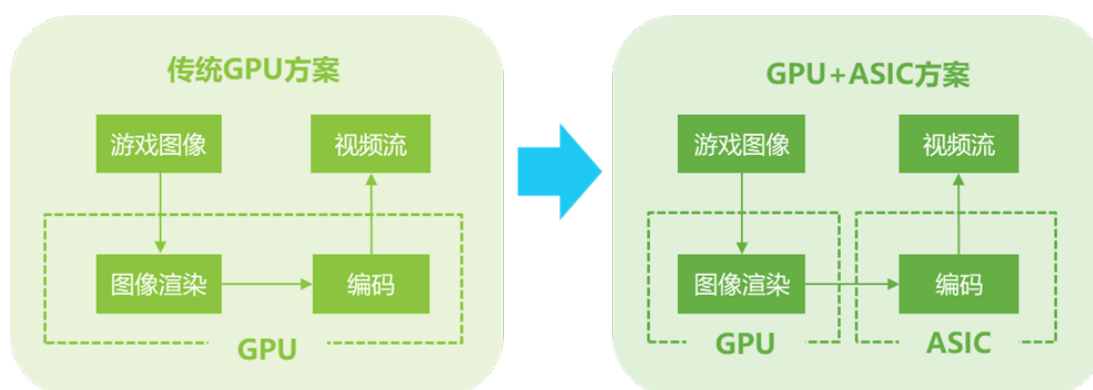 传统GPU方案
游戏图像
视频流
图像渲染
编码
GPU
GPU+ASIC方案
游戏图像
视频流
图像渲染
编码
GPU
ASIC